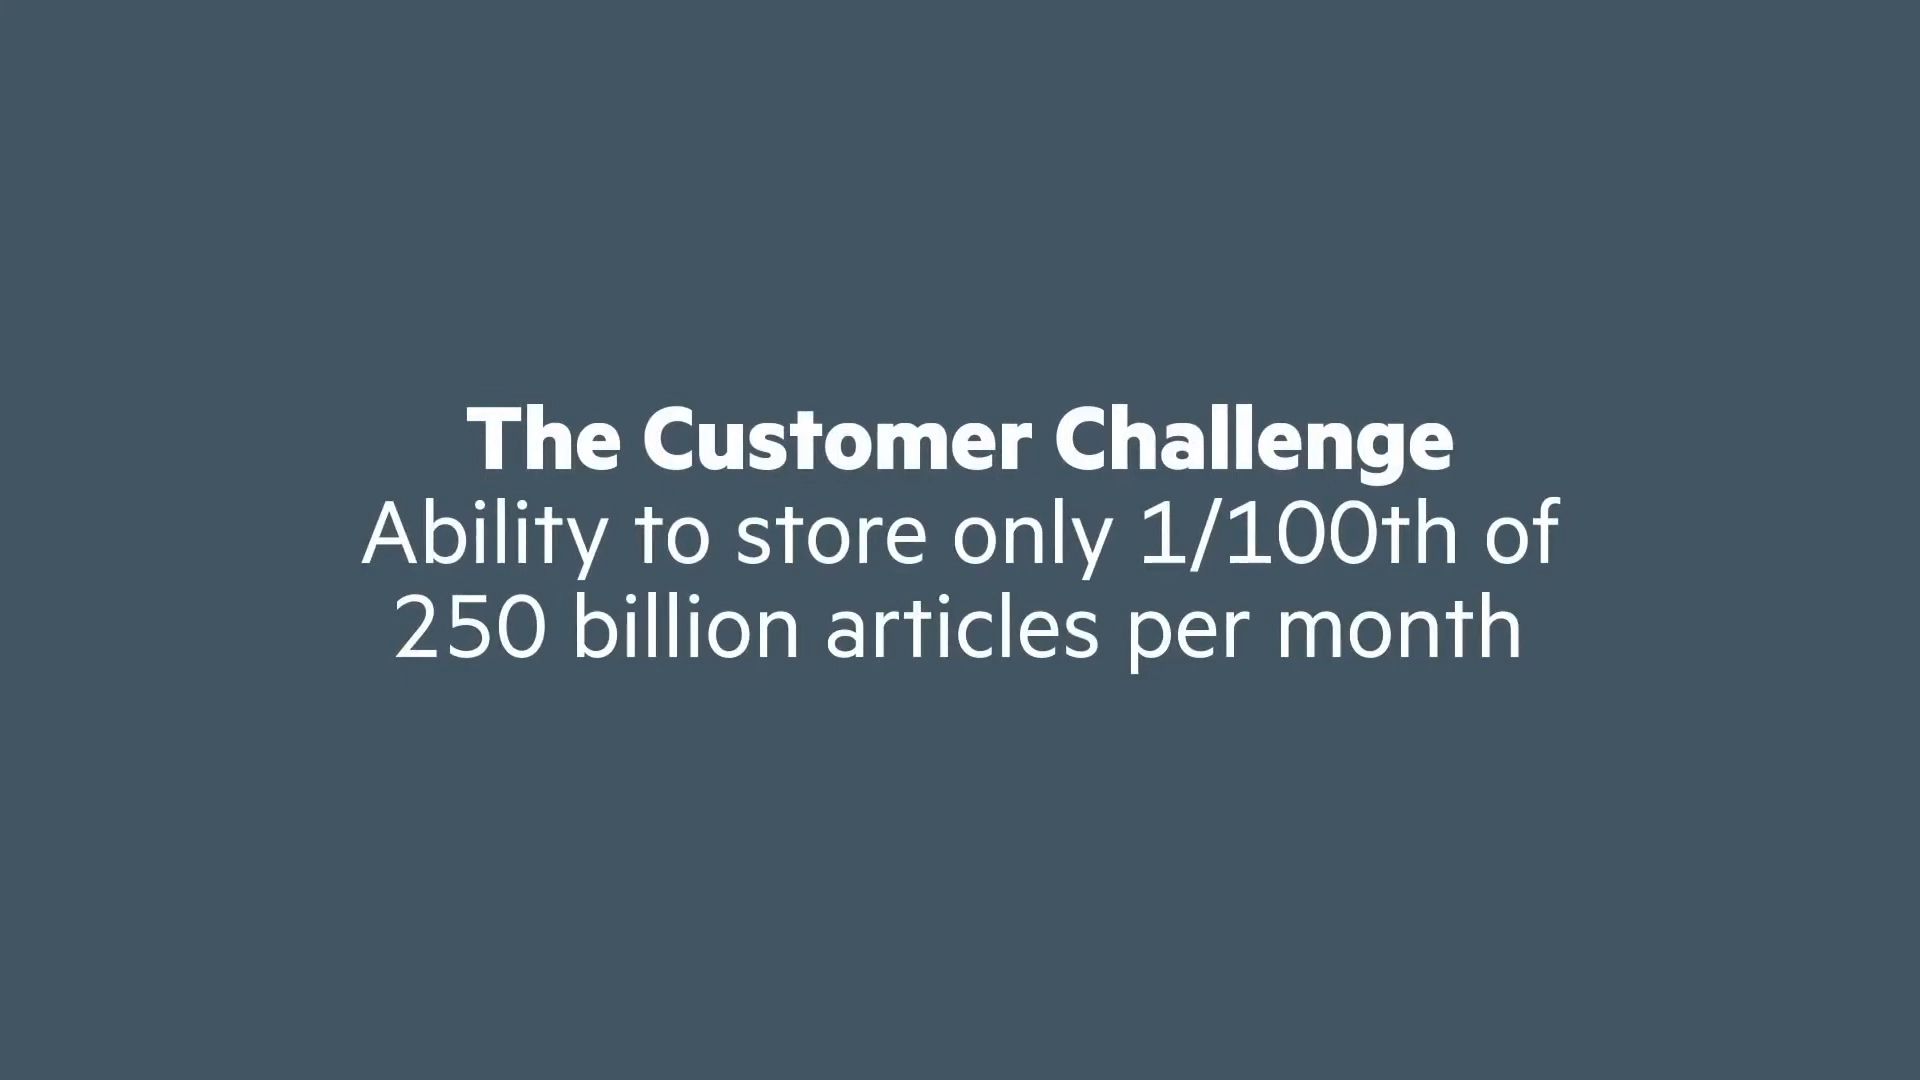 The Customer Challenge
Ability to store only 1/100th of
250 billion articles per month